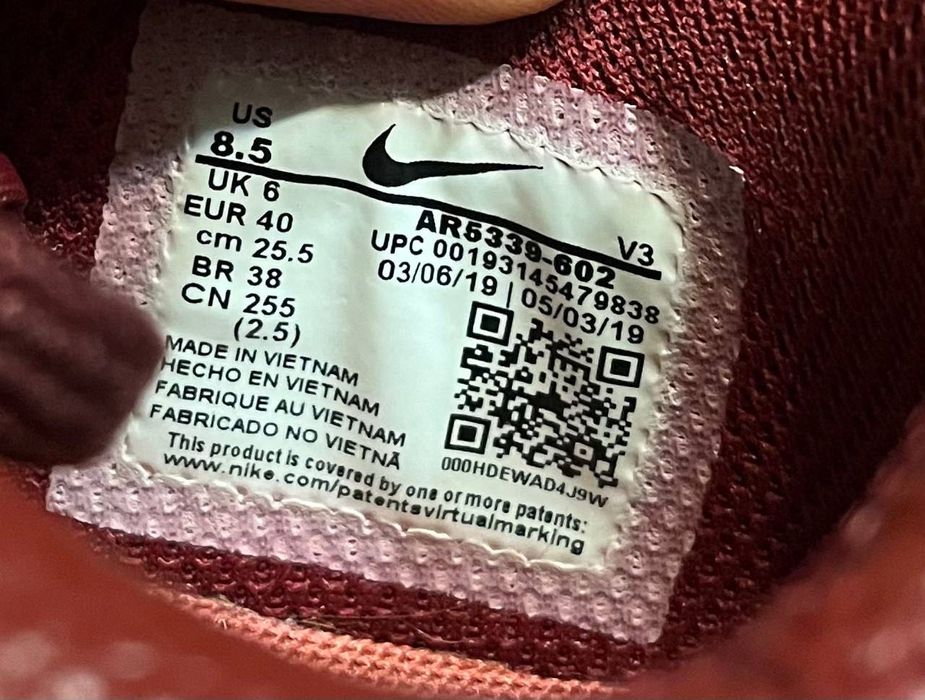 US
8.5
UK 6
EUR 40
cm 25.5
BR 38
CN 255
(2.5)
V3
AR5339-602
UPC 00193145479838
03/06/19 | 05/03/19
MADE IN VIETNAM
HECHO EN VIETNAM
FABRIQUE AU VIETNAM
FABRICADO NO VIETNÃ
000HDEWAD4J9W
This product is covered by one or more patents:
www.nike.com/patentsvirtualmarking